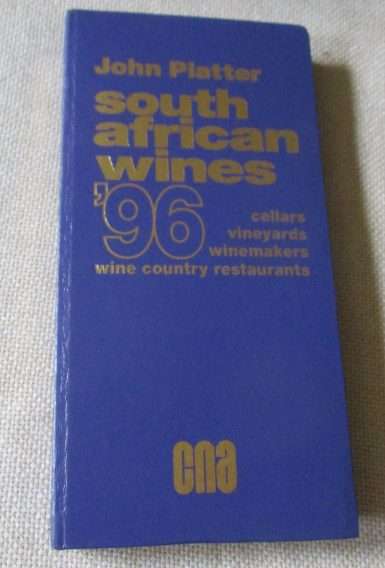 John Platter
south
african
wines
'96
cellars
vineyards
winemakers
wine country restaurants
cna